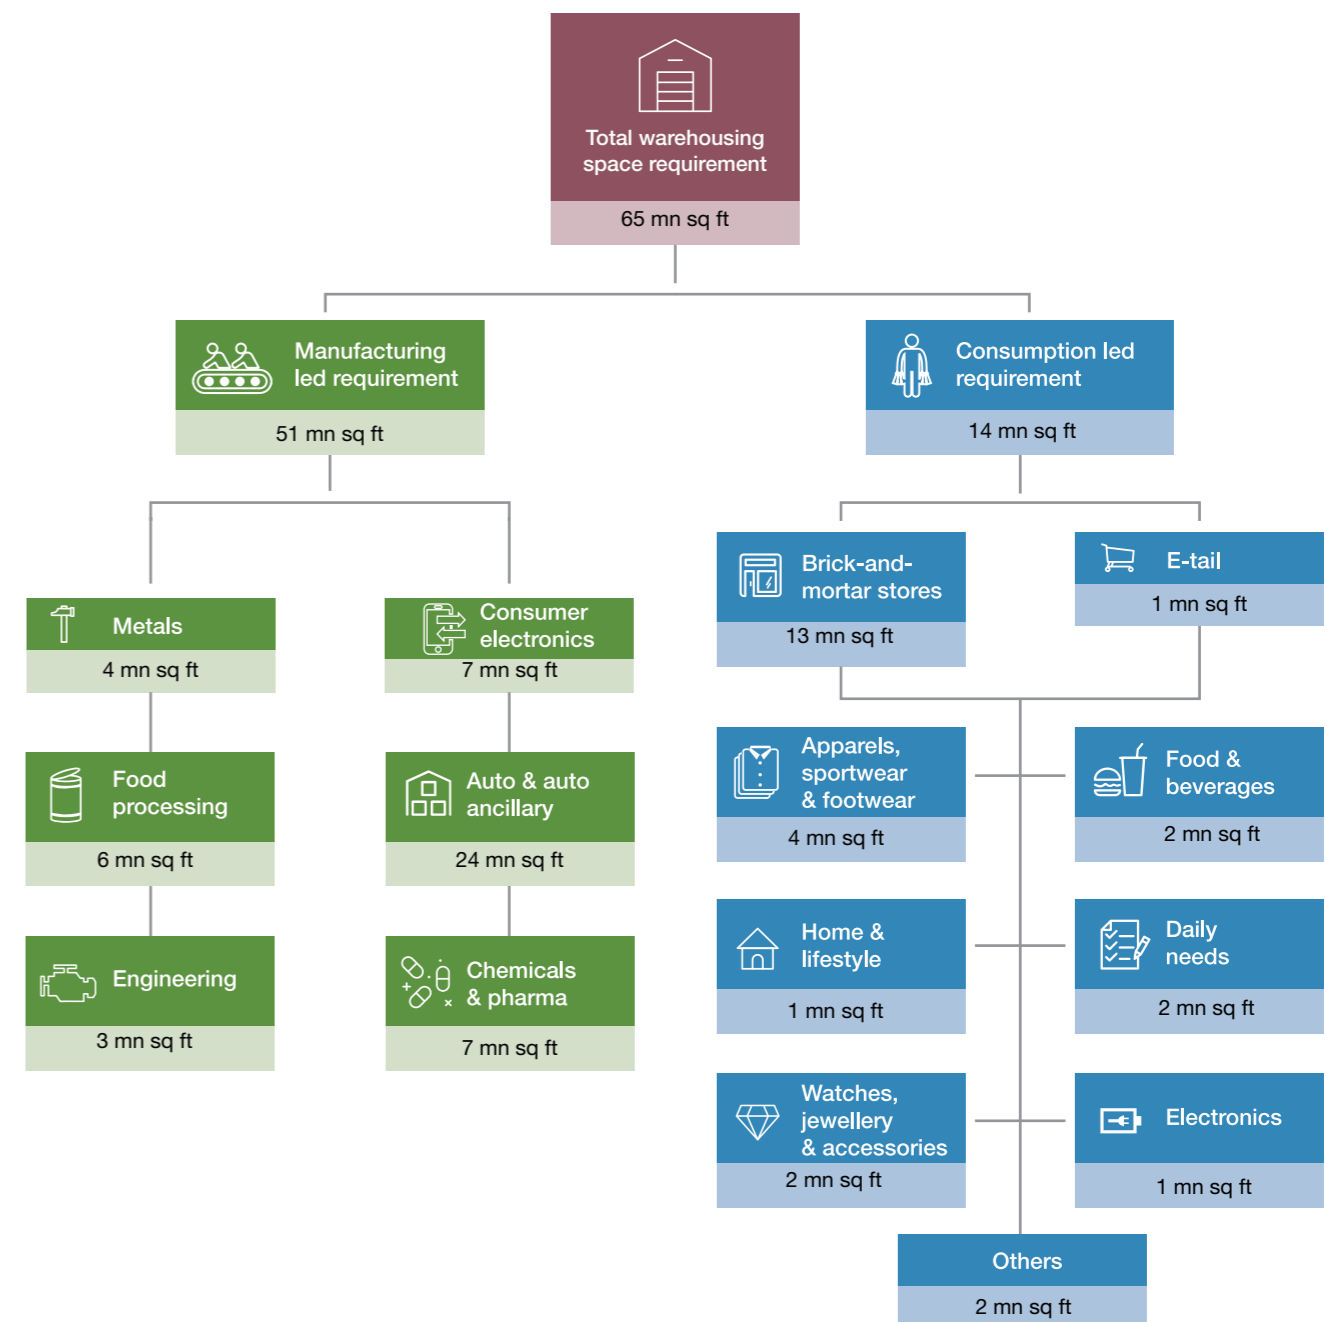 Total warehousing
space requirement
65 mn sq ft
Manufacturing
led requirement
51 mn sq ft
Consumption led
requirement
14 mn sq ft
Metals
4 mn sq ft
Food
processing
6 mn sq ft
Engineering
3 mn sq ft
Consumer
electronics
7 mn sq ft
Auto & auto
ancillary
24 mn sq ft
Chemicals
& pharma
7 mn sq ft
Brick-and-
mortar stores
13 mn sq ft
E-tail
1 mn sq ft
Apparels,
sportwear
& footwear
4 mn sq ft
Food &
beverages
2 mn sq ft
Home &
lifestyle
1 mn sq ft
Daily
needs
2 mn sq ft
Watches,
jewellery
& accessories
2 mn sq ft
Electronics
1 mn sq ft
Others
2 mn sq ft